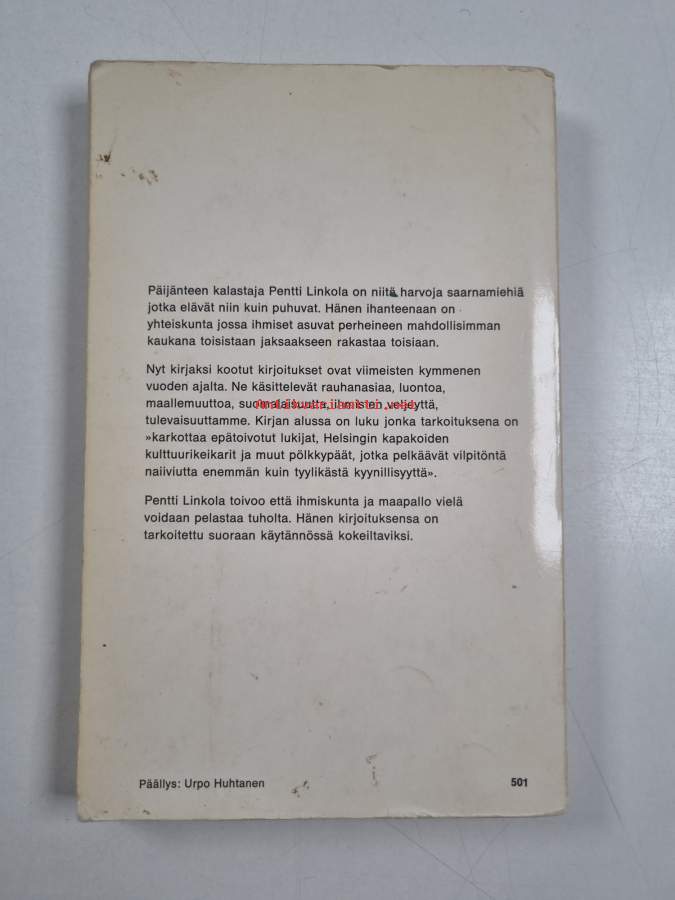 Päijänteen kalastaja Pentti Linkola on niitä harvoja saarnamiehiä
jotka elävät niin kuin puhuvat. Hänen ihanteenaan on
yhteiskunta jossa ihmiset asuvat perheineen mahdollisimman
kaukana toisistaan jaksaakseen rakastaa toisiaan.
Nyt kirjaksi kootut kirjoitukset ovat viimeisten kymmenen
vuoden ajalta. Ne käsittelevät rauhanasiaa, luontoa,
maallemuuttoa, suomalaisuutta, ihmisten veljeyttä,
tulevaisuuttamme. Kirjan alussa on luku jonka tarkoituksena on
»karkottaa epätoivotut lukijat, Helsingin kapakoiden
kulttuurikeikarit ja muut pölkkypäät, jotka pelkäävät vilpitöntä
naiiviutta enemmän kuin tyylikästä kyynillisyyttä».
Pentti Linkola toivoo että ihmiskunta ja maapallo vielä
voidaan pelastaa tuholta. Hänen kirjoituksensa on
tarkoitettu suoraan käytännössä kokeiltaviksi.
Päällys: Urpo Huhtanen
501